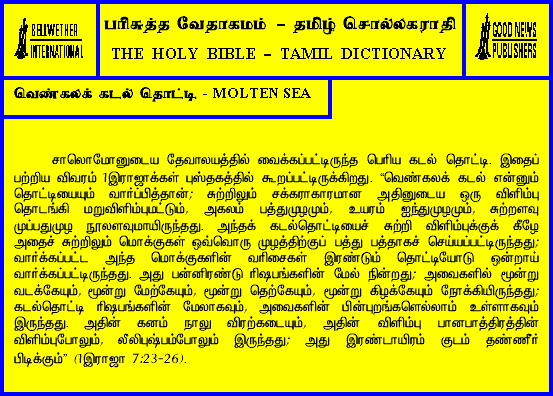 BELLWETHER
INTERNATIONAL
பரிசுத்த வேதாகமம் – தமிழ் சொல்லகராதி
THE HOLY BIBLE – TAMIL DICTIONARY
GOOD NEWS
PUBLISHERS
வெண்கலக் கடல் தொட்டி. - MOLTEN SEA
சாலொமோனுடைய தேவாலயத்தில் வைக்கப்பட்டிருந்த பெரிய கடல் தொட்டி. இதைப்
பற்றிய விவரம் 1இராஜாக்கள் புஸ்தகத்தில் கூறப்பட்டிருக்கிறது. “வெண்கலக் கடல் என்னும்
தொட்டியையும் வார்ப்பித்தான்; சுற்றிலும் சக்கராகாரமான அதினுடைய ஒரு விளிம்பு
தொடங்கி மறுவிளிம்புமட்டும், அகலம் பத்துமுழமும், உயரம் ஐந்துமுழமும், சுற்றளவு
முப்பதுமுழ நூலளவுமாயிருந்தது. அந்தக் கடல்தொட்டியைச் சுற்றி விளிம்புக்குக் கீழே
அதைச் சுற்றிலும் மொக்குகள் ஒவ்வொரு முழத்திற்குப் பத்து பத்தாகச் செய்யப்பட்டிருந்தது;
வார்க்கப்பட்ட அந்த மொக்குகளின் வரிசைகள் இரண்டும் தொட்டியோடு ஒன்றாய்
வார்க்கப்பட்டிருந்தது. அது பன்னிரண்டு ரிஷபங்களின் மேல் நின்றது; அவைகளில் மூன்று
வடக்கேயும், மூன்று மேற்கேயும், மூன்று தெற்கேயும், மூன்று கிழக்கேயும் நோக்கியிருந்தது;
கடல்தொட்டி ரிஷபங்களின் மேலாகவும், அவைகளின் பின்புறங்களெல்லாம் உள்ளாகவும்
இருந்தது. அதின் கனம் நாலு விரற்கடையும், அதின் விளிம்பு பானபாத்திரத்தின்
விளிம்புபோலும், லீலிபுஷ்பம்போலும் இருந்தது; அது இரண்டாயிரம் குடம் தண்ணீர்
பிடிக்கும்” (1இராஜா 7:23-26).